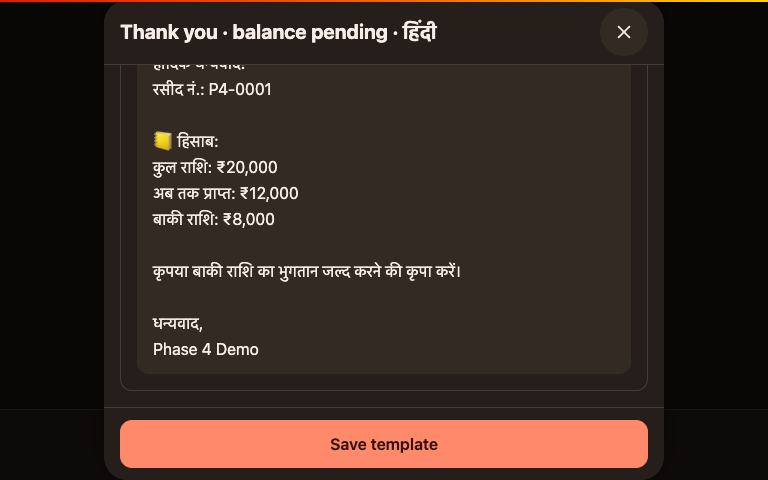 Thank you · balance pending · हिंदी
रसीद नं.: P4-0001
📒 हिसाब:
कुल राशि: ₹20,000
अब तक प्राप्त: ₹12,000
बाकी राशि: ₹8,000
कृपया बाकी राशि का भुगतान जल्द करने की कृपा करें।
धन्यवाद,
Phase 4 Demo
Save template